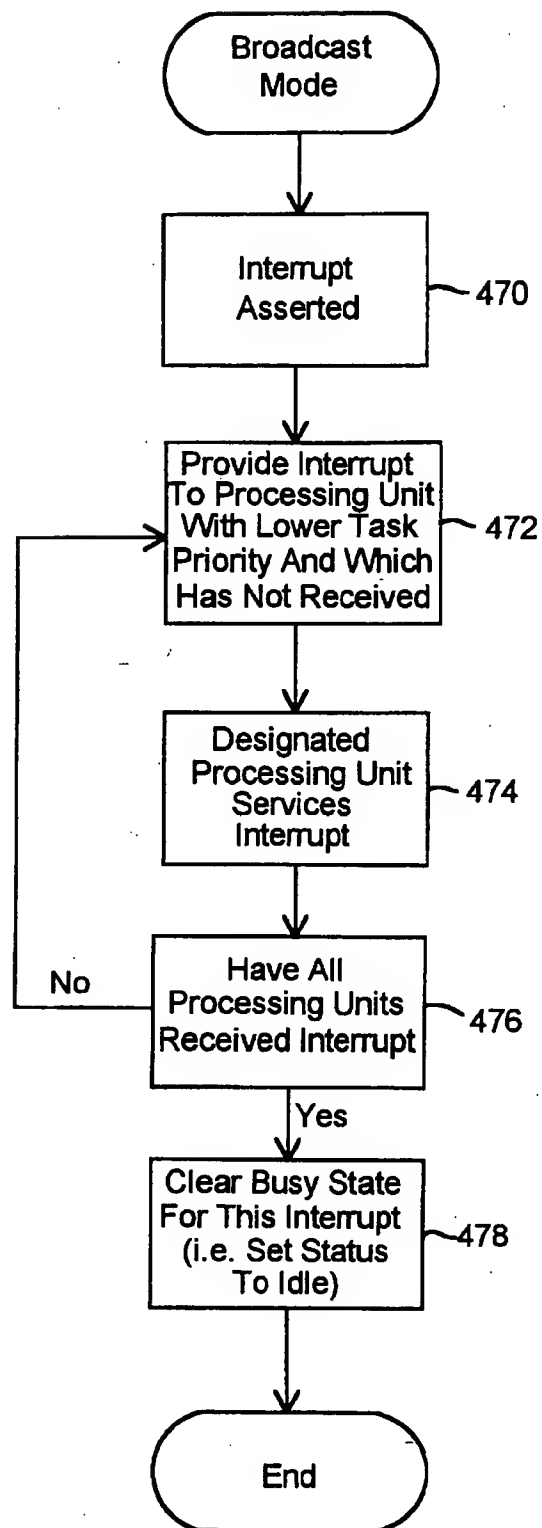 Broadcast
Mode
Interrupt
Asserted
470
Provide Interrupt
To Processing Unit
With Lower Task
Priority And Which
Has Not Received
472
Designated
Processing Unit
Services
Interrupt
474
Have All
Processing Units
Received Interrupt
476
No
Yes
Clear Busy State
For This Interrupt
(i.e. Set Status
To Idle)
478
End